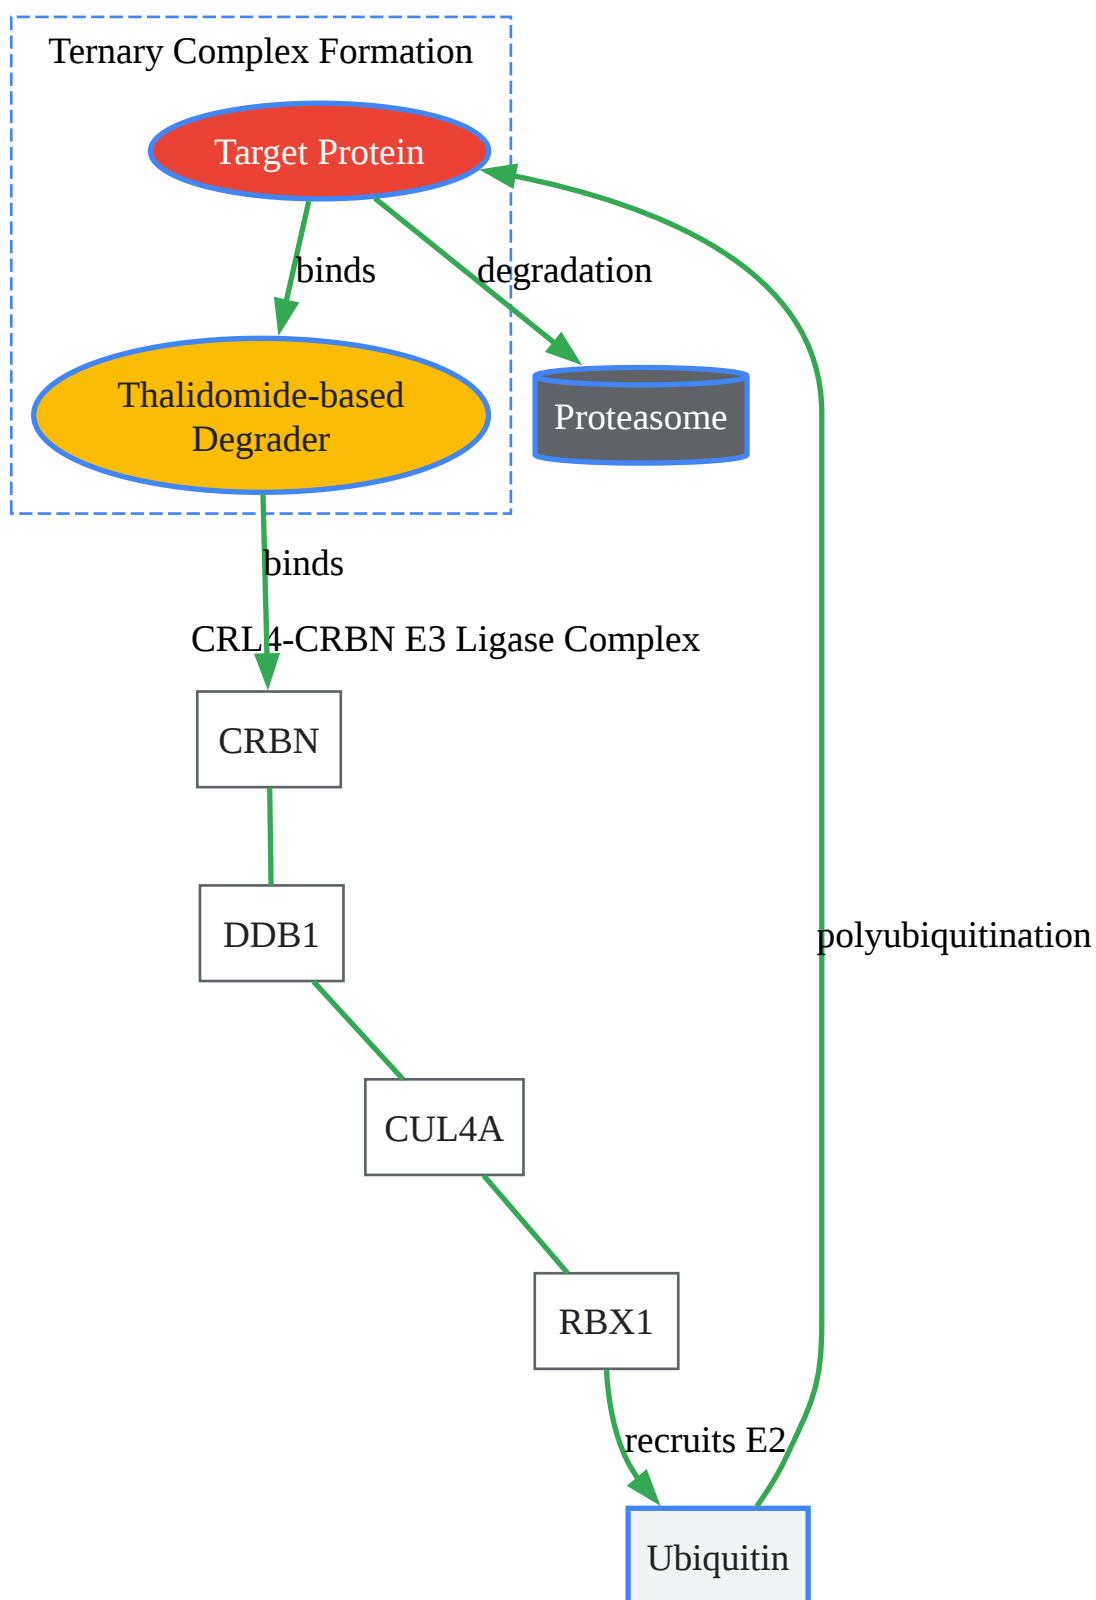 Ternary Complex Formation
Target Protein
binds
degradation
Thalidomide-based
Degrader
Proteasome
binds
CRL4-CRBN E3 Ligase Complex
CRBN
DDB1
polyubiquitination
CUL4A
RBX1
recruits E2
Ubiquitin